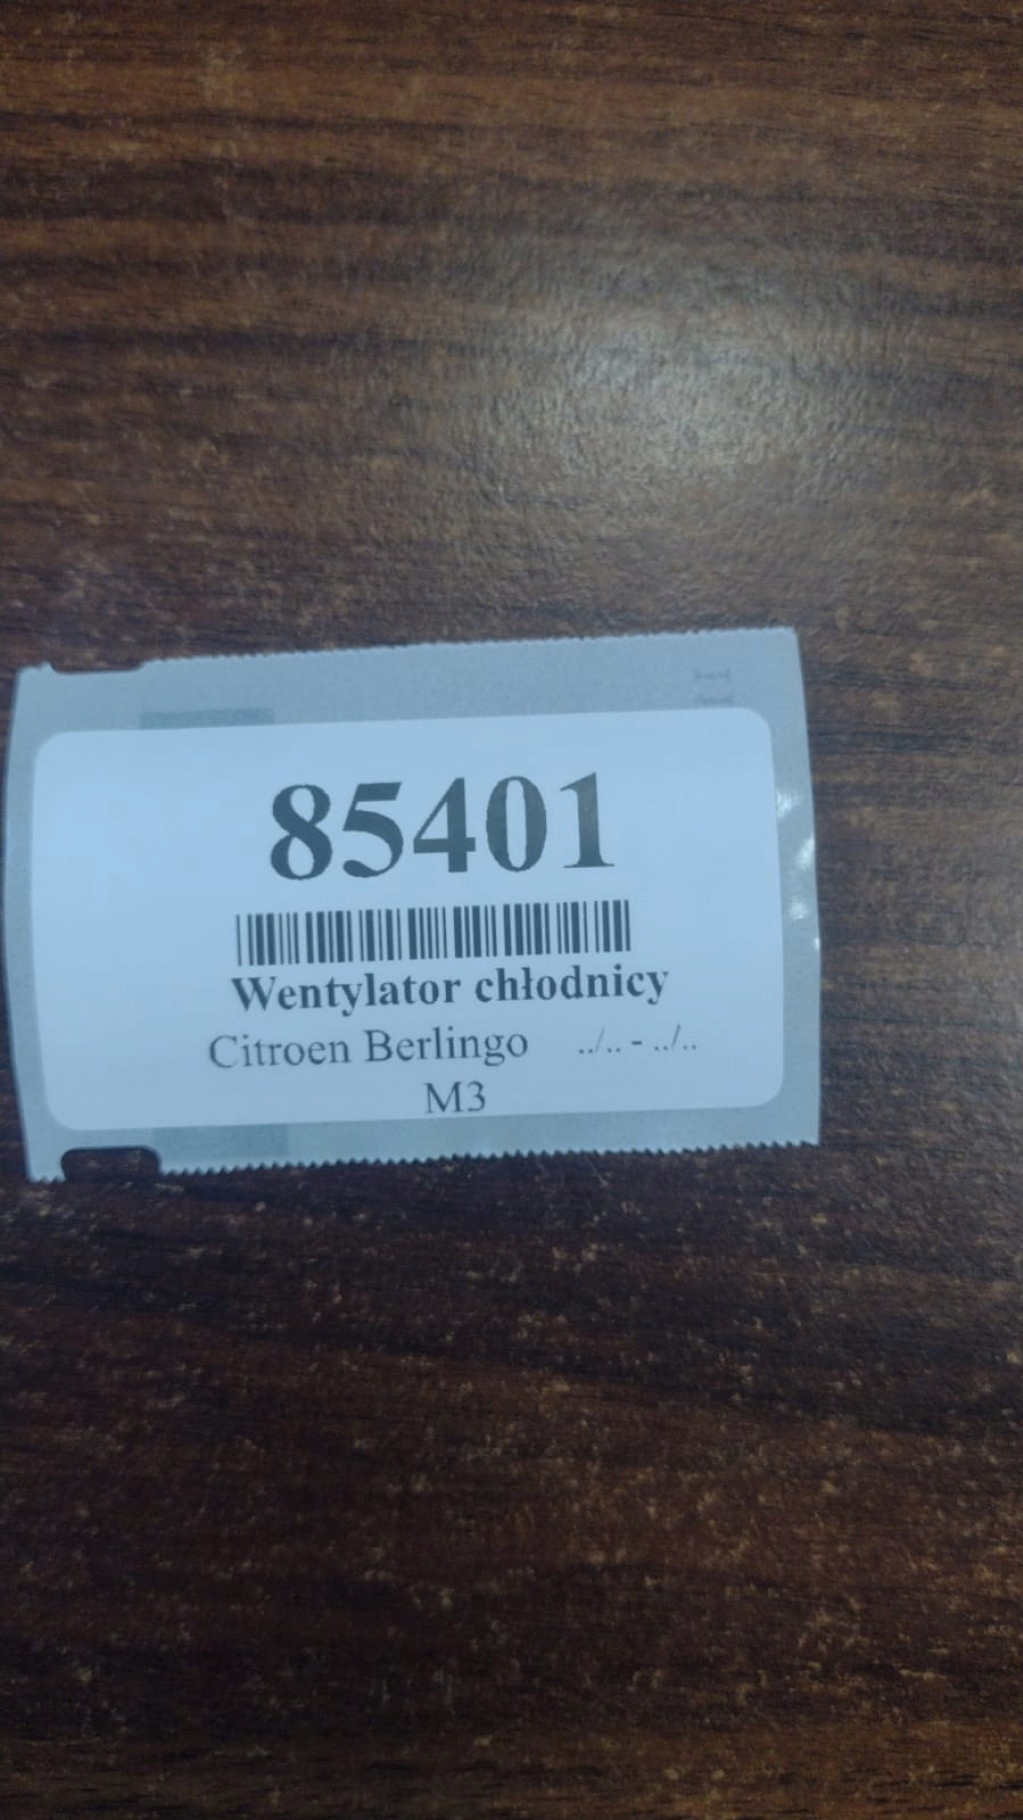 85401
Wentylator chłodnicy
Citroen Berlingo ../.. - ../..
M3